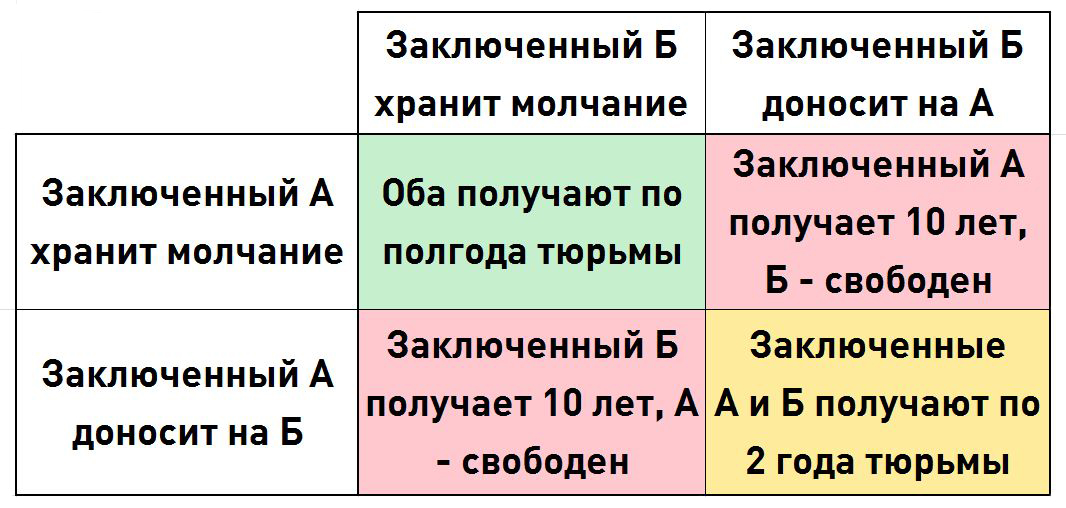 Заключенный Б
хранит молчание
Заключенный Б
доносит на А
Заключенный А
хранит молчание
Оба получают по
полгода тюрьмы
Заключенный А
получает 10 лет,
Б - свободен
Заключенный А
доносит на Б
Заключенный Б
получает 10 лет, А
- свободен
Заключенные
А и Б получают по
2 года тюрьмы